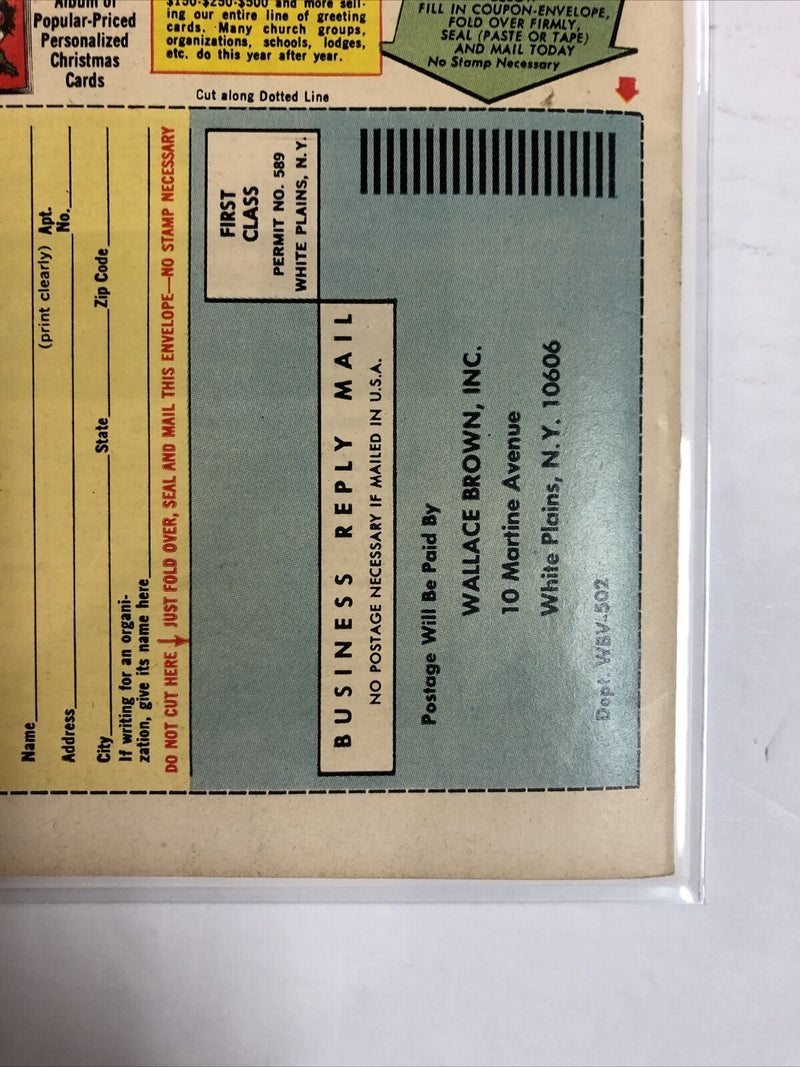 Album of
Popular-Priced
Personalized
Christmas
Cards
$150-$250-$500 and more sell-
ing our entire line of greeting
cards. Many church groups,
organizations, schools, lodges,
etc. do this year after year.
FILL IN COUPON-ENVELOPE,
FOLD OVER FIRMLY,
SEAL (PASTE OR TAPE)
AND MAIL TODAY
No Stamp Necessary
Cut along Dotted Line
Name
(print clearly)
Address
Apt.
No.
City
State
Zip Code
If writing for an organi-
zation, give its name here
DO NOT CUT HERE JUST FOLD OVER, SEAL AND MAIL THIS ENVELOPE—NO STAMP NECESSARY
FIRST
CLASS
PERMIT NO. 589
WHITE PLAINS, N. Y.
BUSINESS REPLY MAIL
NO POSTAGE NECESSARY IF MAILED IN U.S.A.
Postage Will Be Paid By
WALLACE BROWN, INC.
10 Martine Avenue
White Plains, N. Y. 10606
Dept. WBV-502